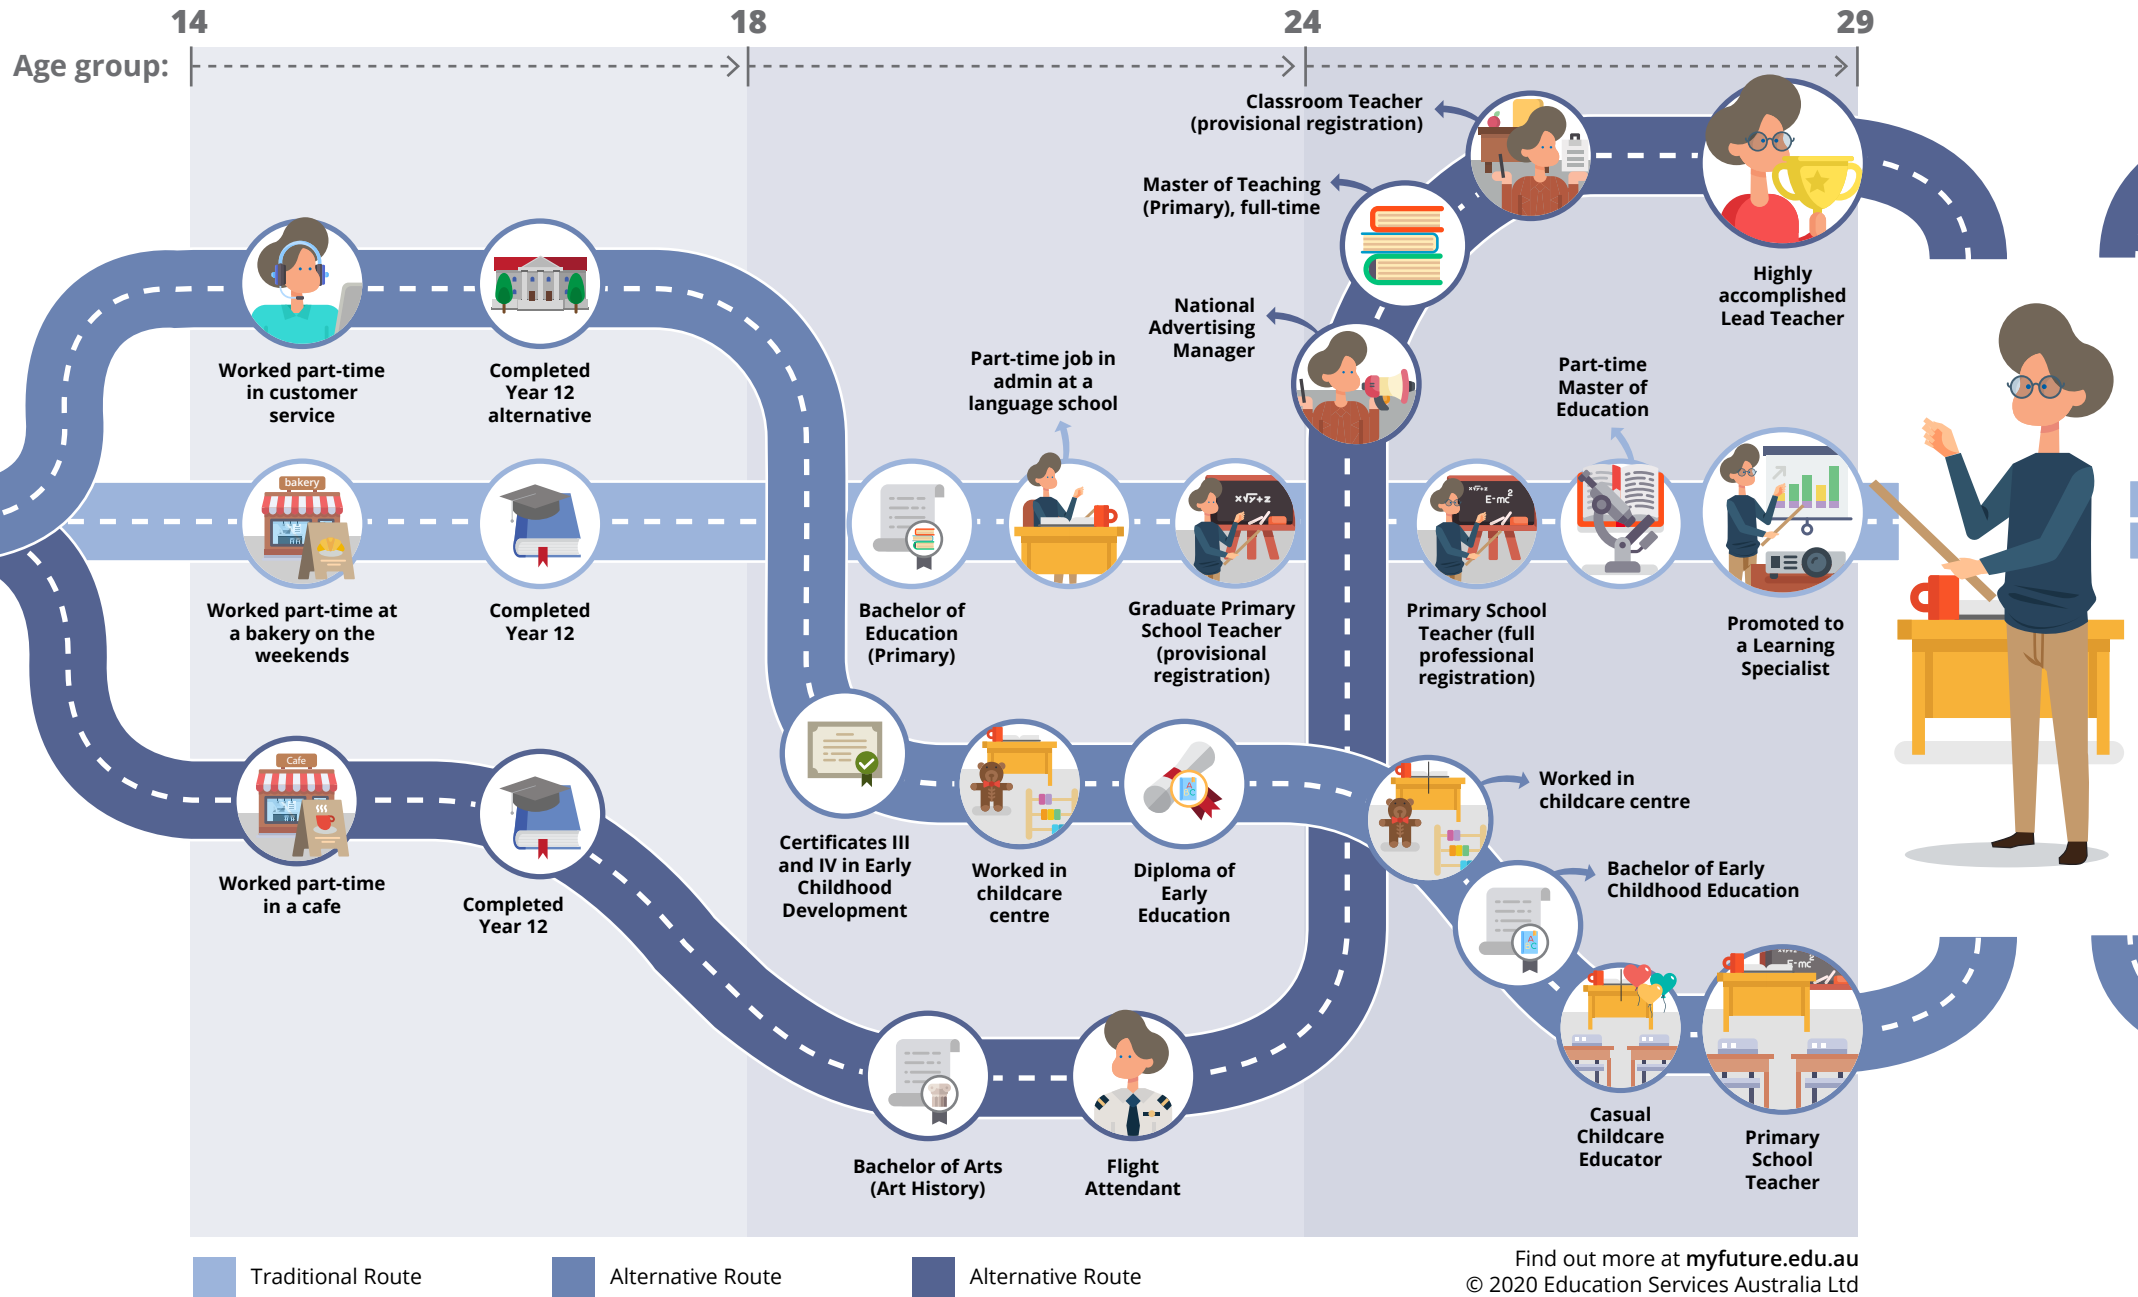 14
18
24
29
Age group:
Classroom Teacher
(provisional registration)
Master of Teaching
(Primary), full-time
National
Advertising
Manager
Highly
accomplished
Lead Teacher
Worked part-time
in customer
service
Completed
Year 12
alternative
Part-time job in
admin at a
language school
Part-time
Master of
Education
bakery
Worked part-time at
a bakery on the
weekends
Completed
Year 12
Bachelor of
Education
(Primary)
x√y+z
Graduate Primary
School Teacher
(provisional
registration)
x√y+z
E-mc²
Primary School
Teacher (full
professional
registration)
Promoted to
a Learning
Specialist
Cafe
Worked part-time
in a cafe
Completed
Year 12
Certificates III
and IV in Early
Childhood
Development
Worked in
childcare
centre
A
BC
Diploma of
Early
Education
Worked in
childcare centre
Bachelor of Early
Childhood Education
A
BC
Bachelor of Arts
(Art History)
Flight
Attendant
Casual
Childcare
Educator
E-mc²
Primary
School
Teacher
Traditional Route
Alternative Route
Alternative Route
Find out more at myfuture.edu.au
© 2020 Education Services Australia Ltd